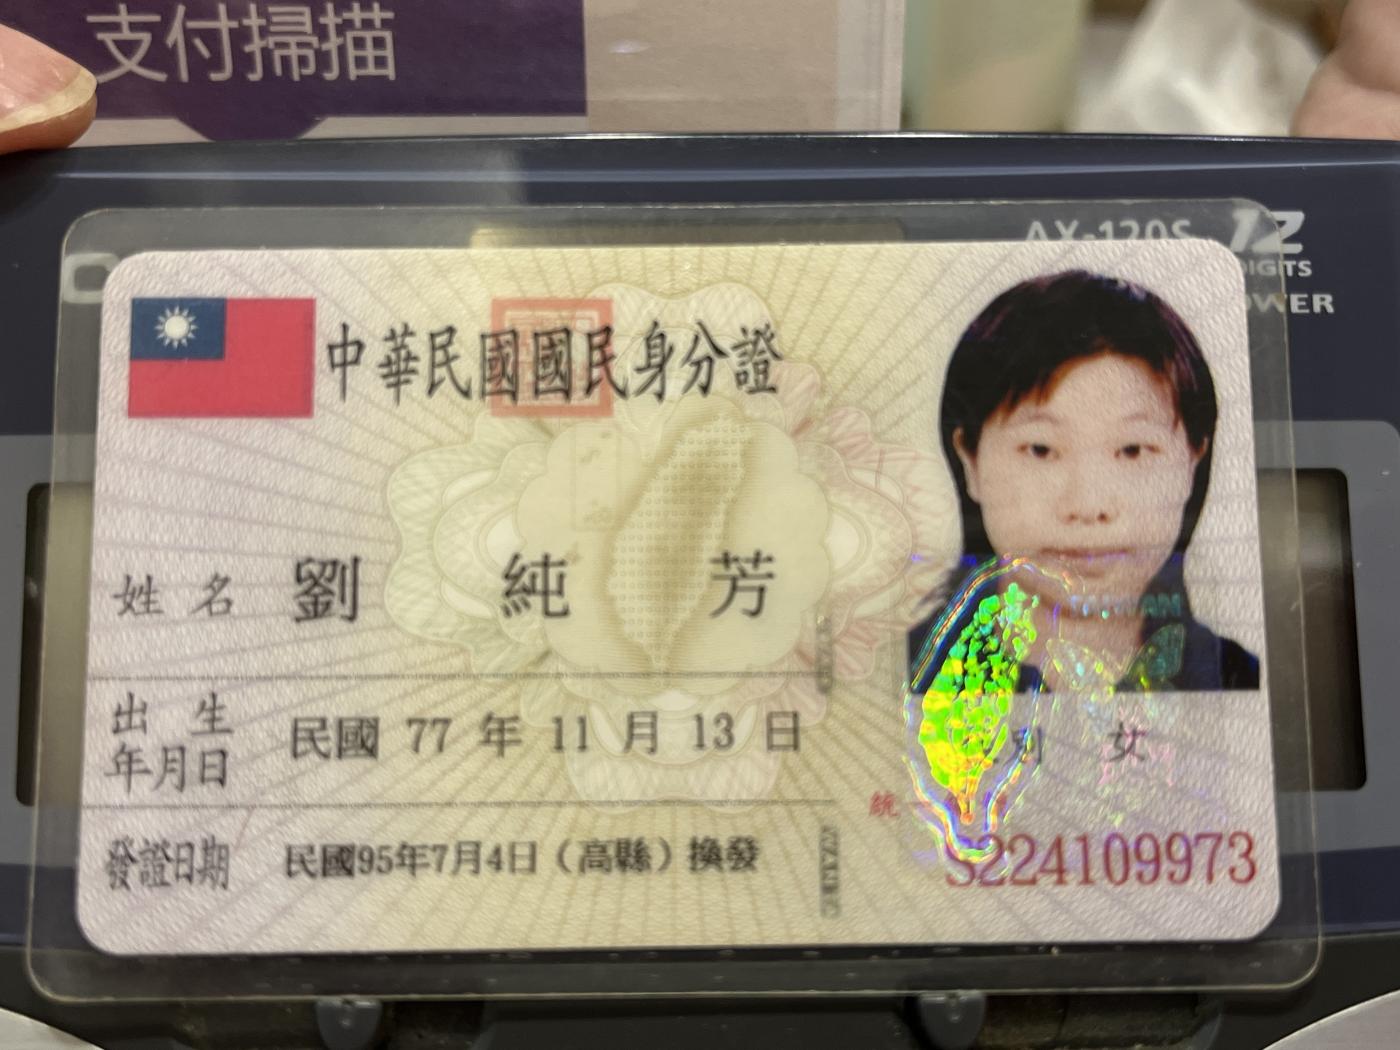 支付掃描
AX-120S 12
DIGITS
中華民國國民身分證
姓名 劉純芳
出生年月日 民國 77 年 11 月 13 日
別 女
發證日期 民國95年7月4日（高縣）換發
統一
S224109973
TAIWAN